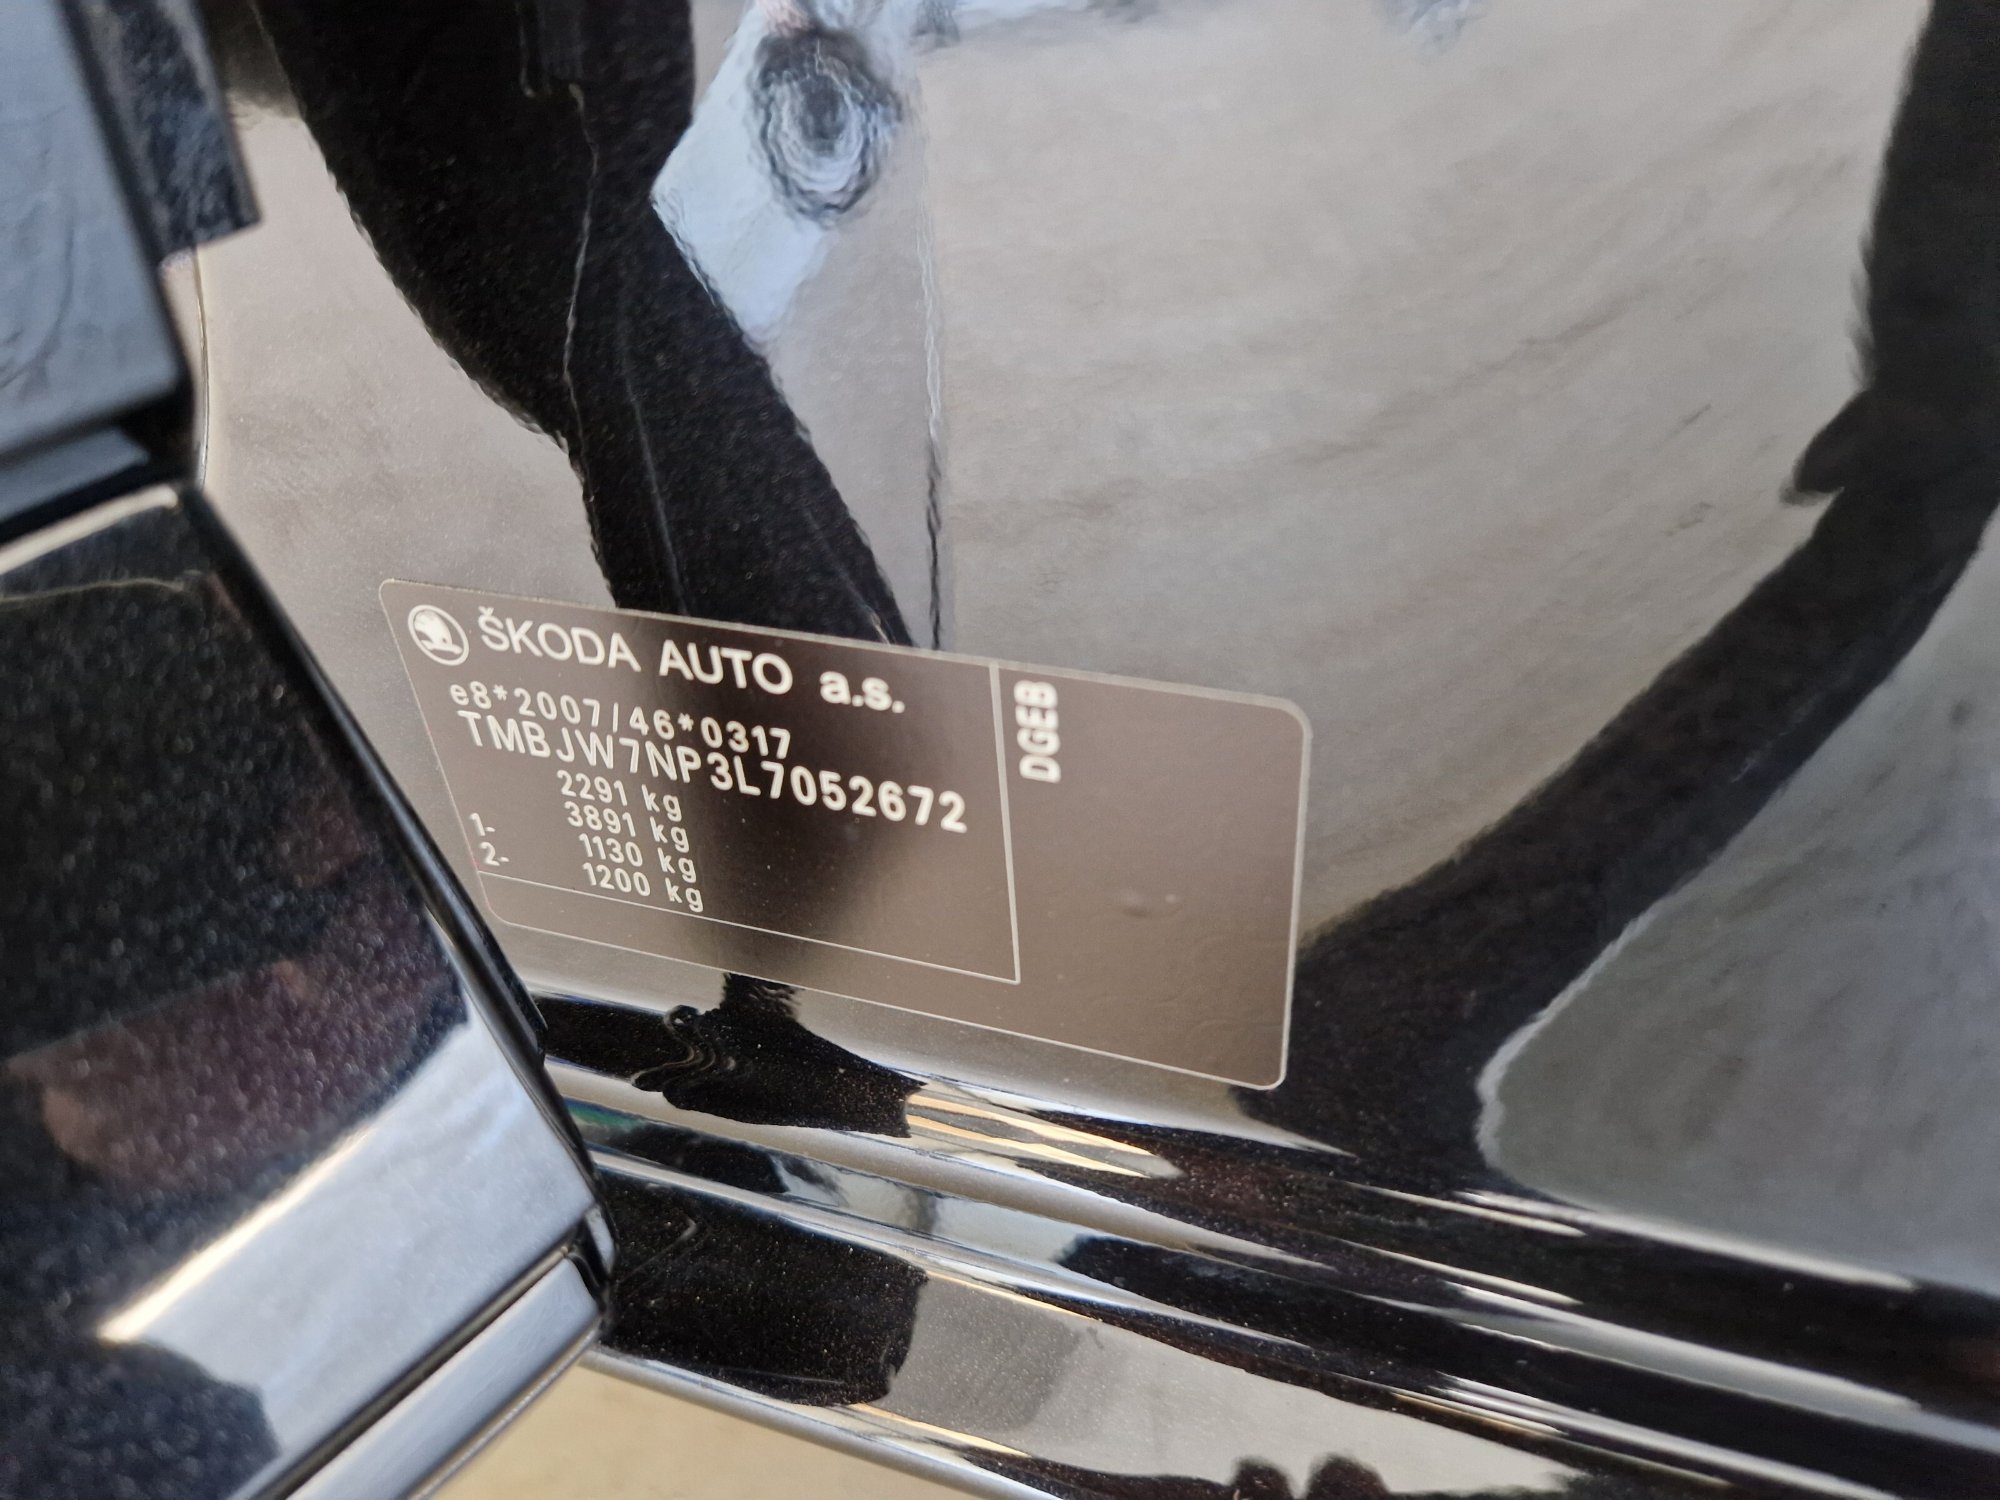 ŠKODA AUTO a.s.
e8*2007/46*0317
TMBJW7NP3L7052672
2291 kg
3891 kg
1- 1130 kg
2- 1200 kg
DGEB